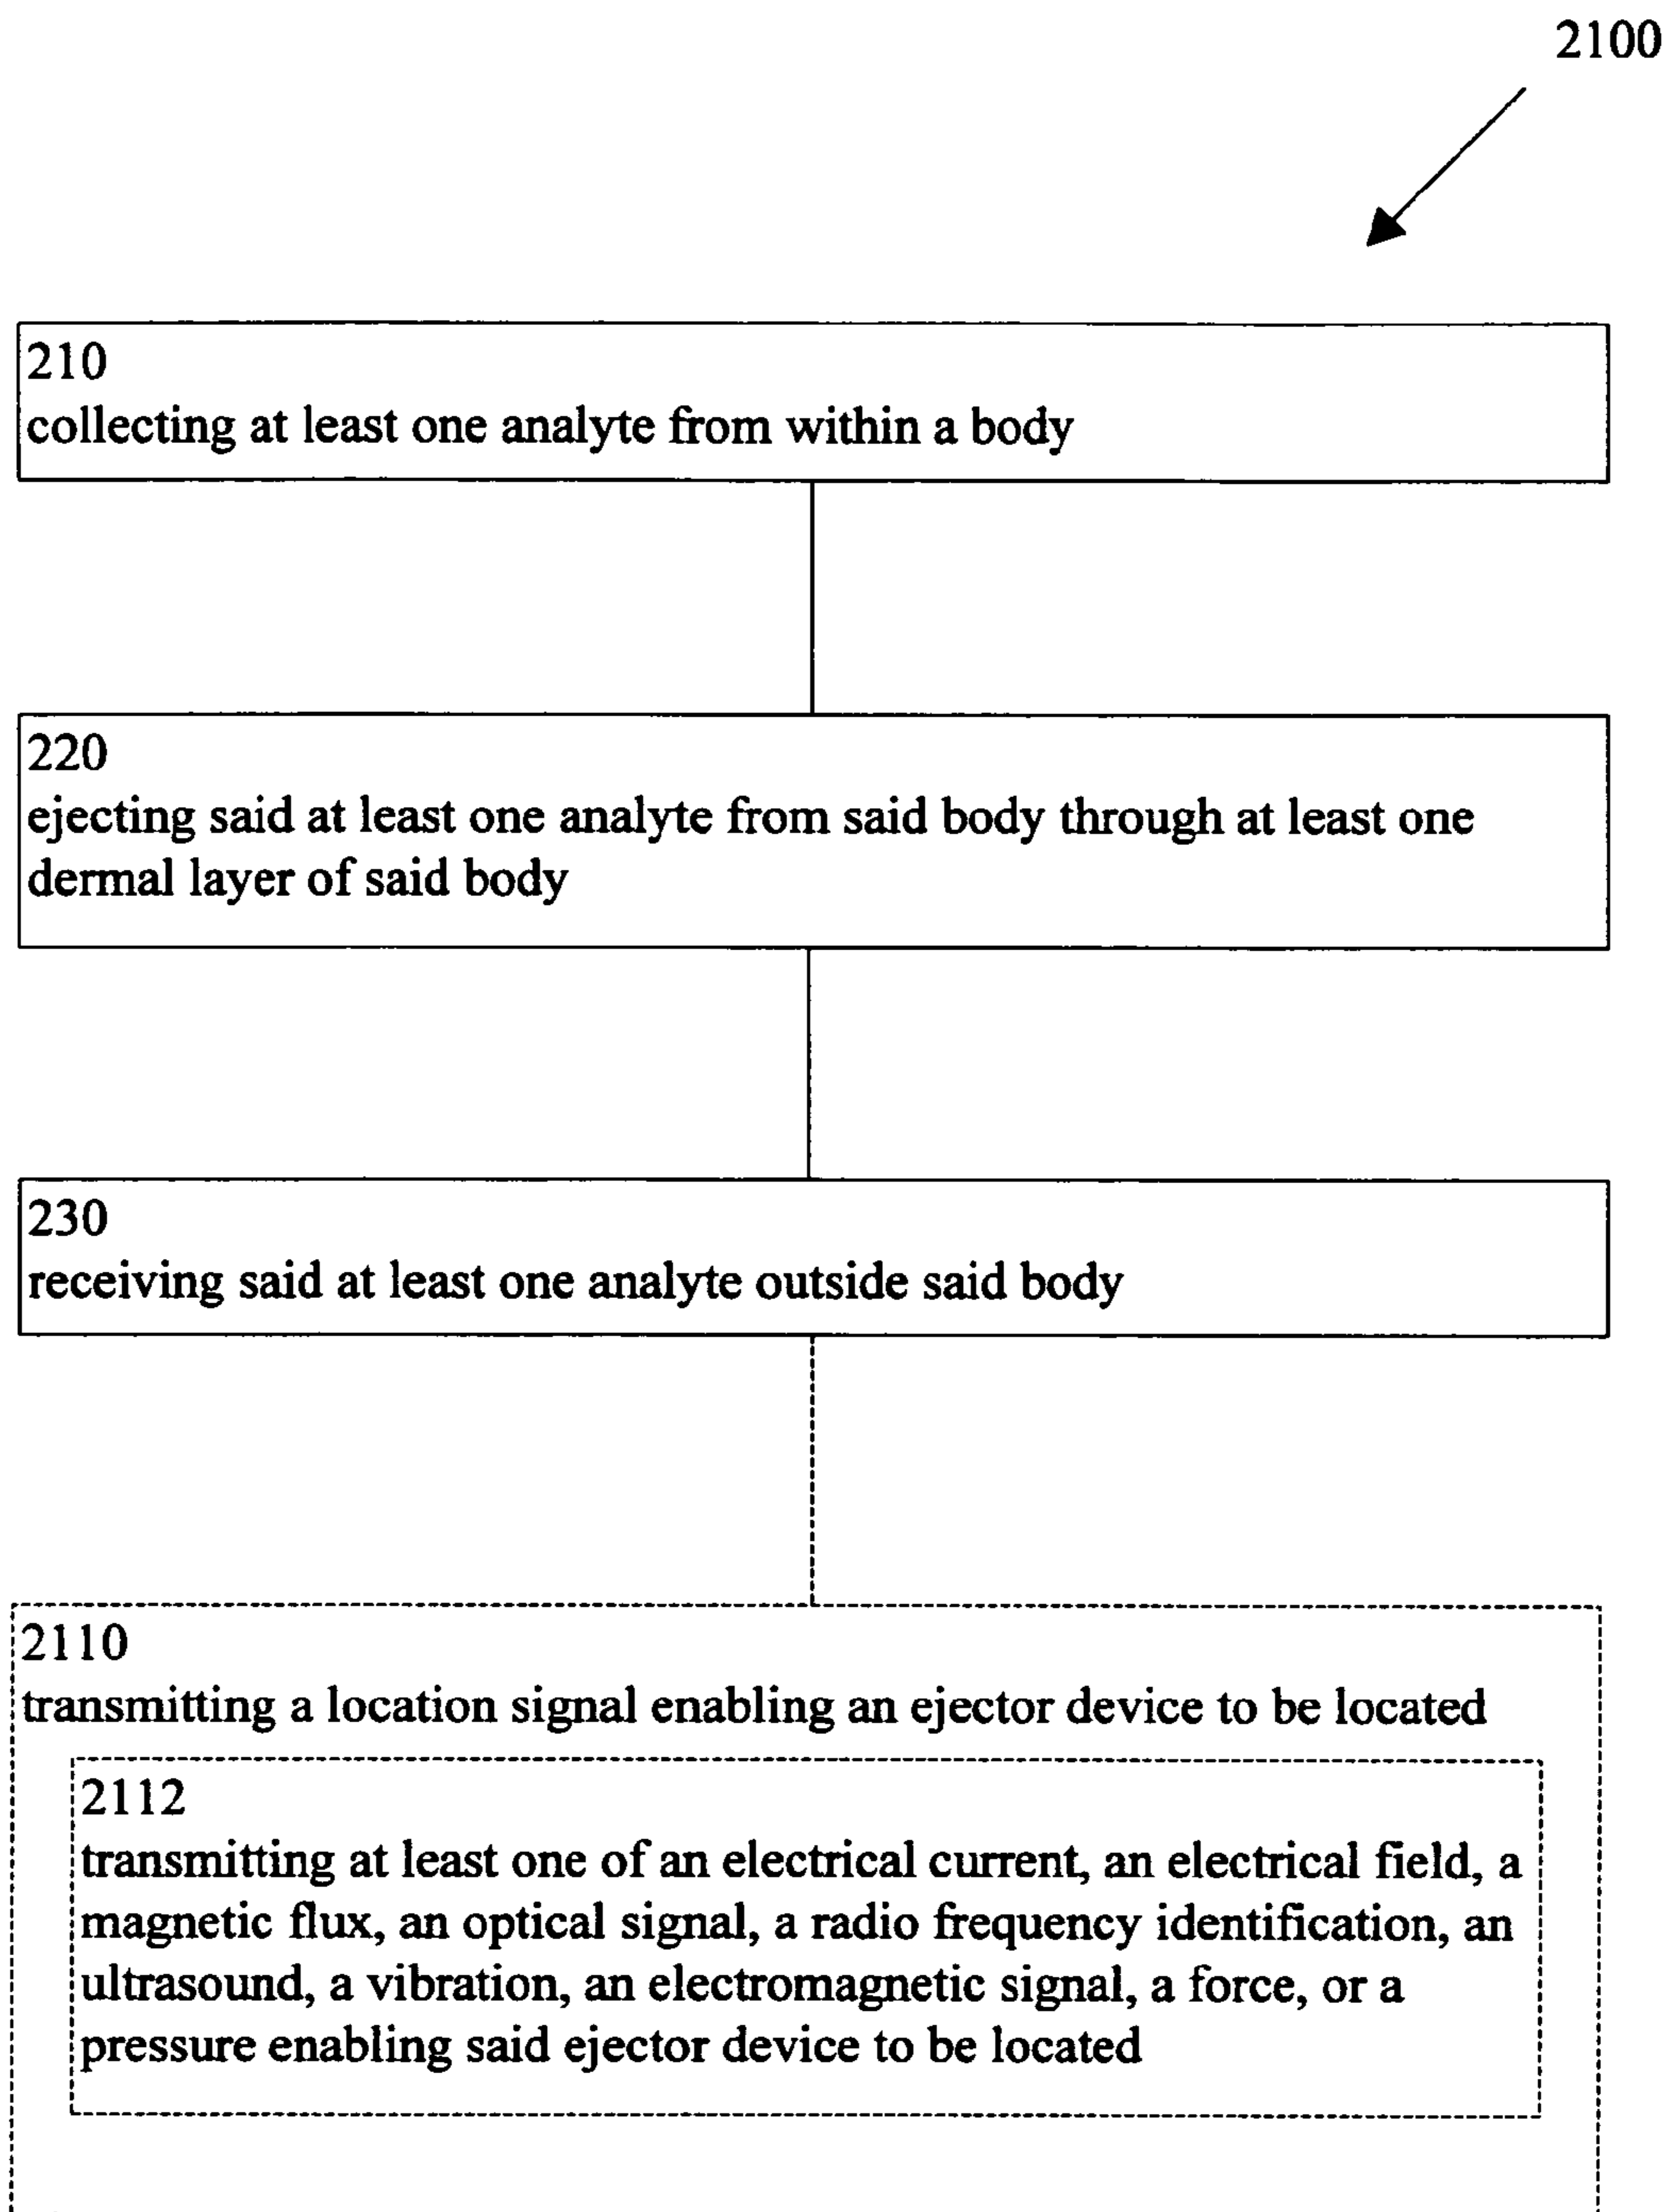 2100
210
collecting at least one analyte from within a body
220
ejecting said at least one analyte from said body through at least one
dermal layer of said body
230
receiving said at least one analyte outside said body
2110
transmitting a location signal enabling an ejector device to be located
2112
transmitting at least one of an electrical current, an electrical field, a
magnetic flux, an optical signal, a radio frequency identification, an
ultrasound, a vibration, an electromagnetic signal, a force, or a
pressure enabling said ejector device to be located